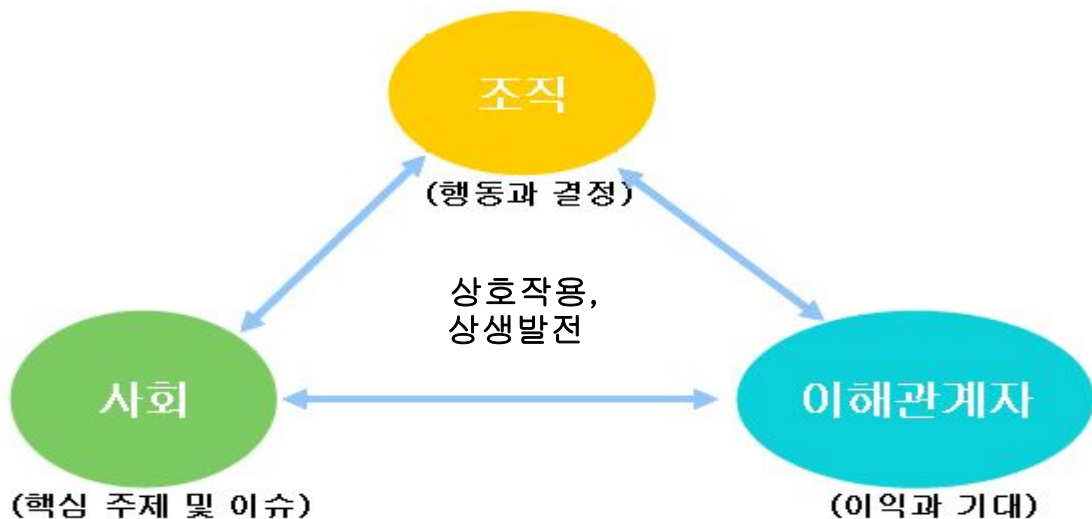 조직
(행동과 결정)
상호작용,
상생발전
사회
이해관계자
(핵심 주제 및 이슈)
(이익과 기대)